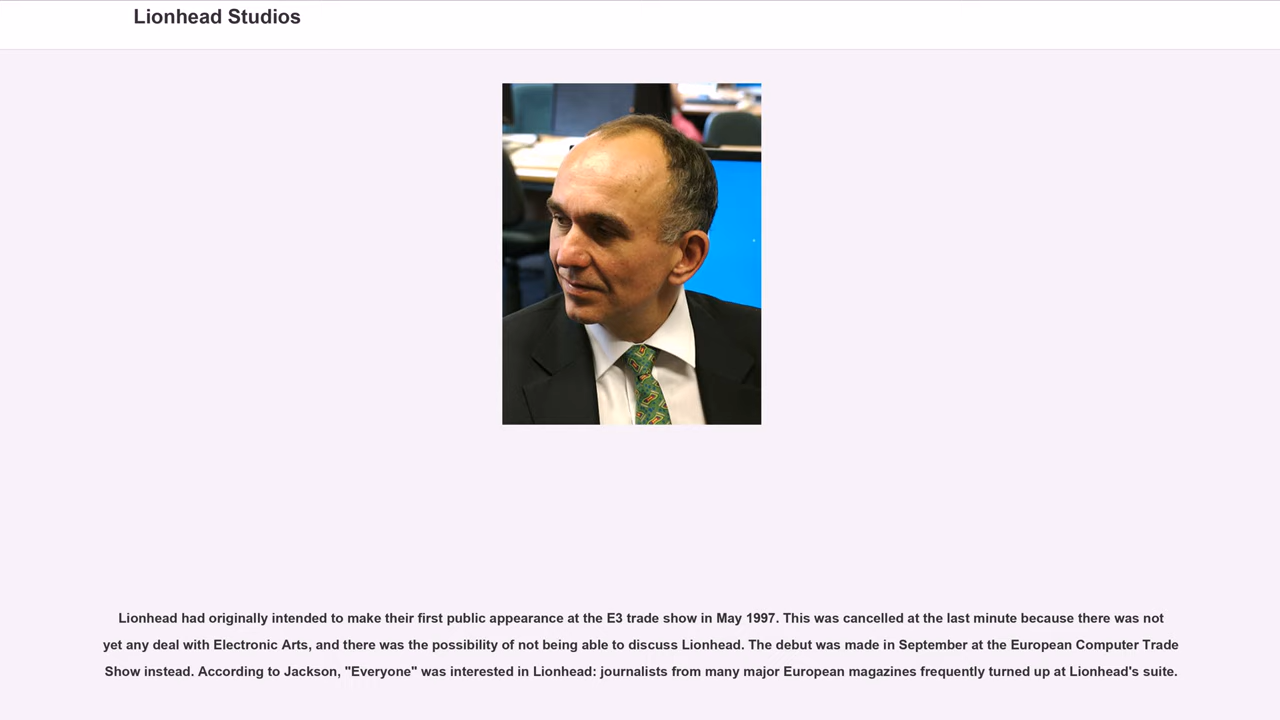 Lionhead Studios
Lionhead had originally intended to make their first public appearance at the E3 trade show in May 1997. This was cancelled at the last minute because there was not
yet any deal with Electronic Arts, and there was the possibility of not being able to discuss Lionhead. The debut was made in September at the European Computer Trade
Show instead. According to Jackson, "Everyone" was interested in Lionhead: journalists from many major European magazines frequently turned up at Lionhead's suite.